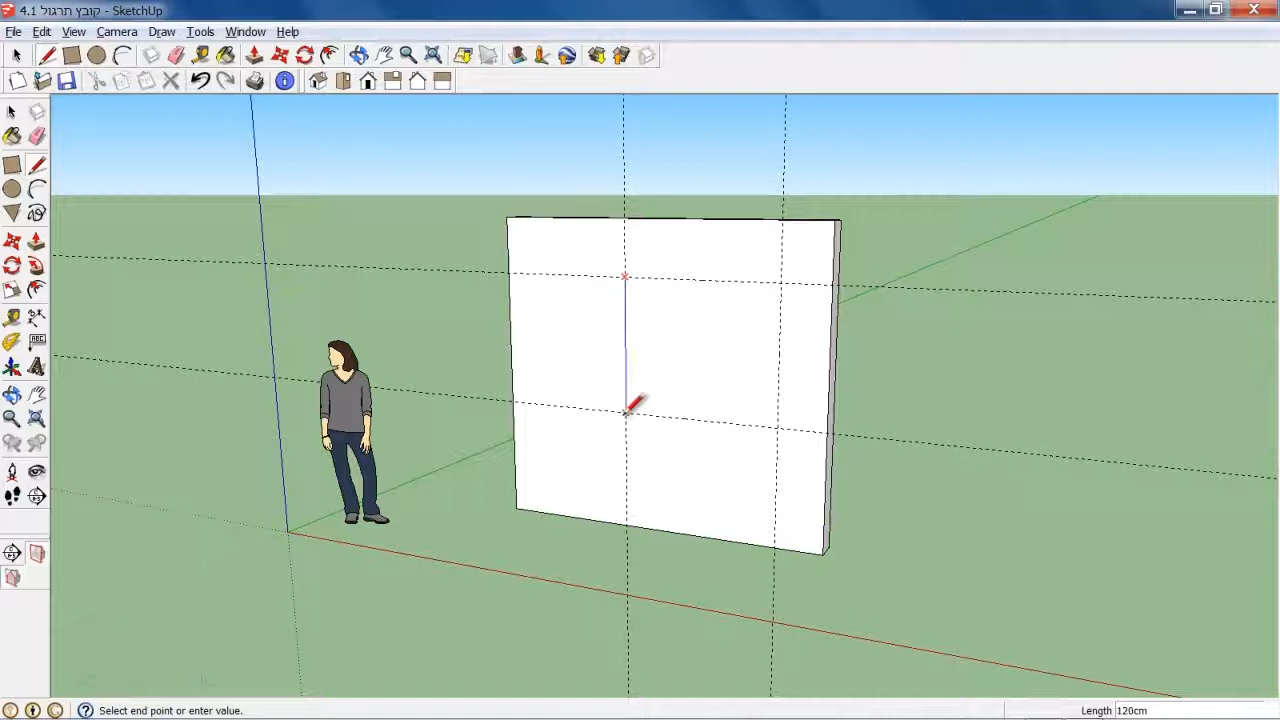 קובץ תרגול 4.1 - SketchUp
File Edit View Camera Draw Tools Window Help
ABC
Select end point or enter value.
Length 120cm